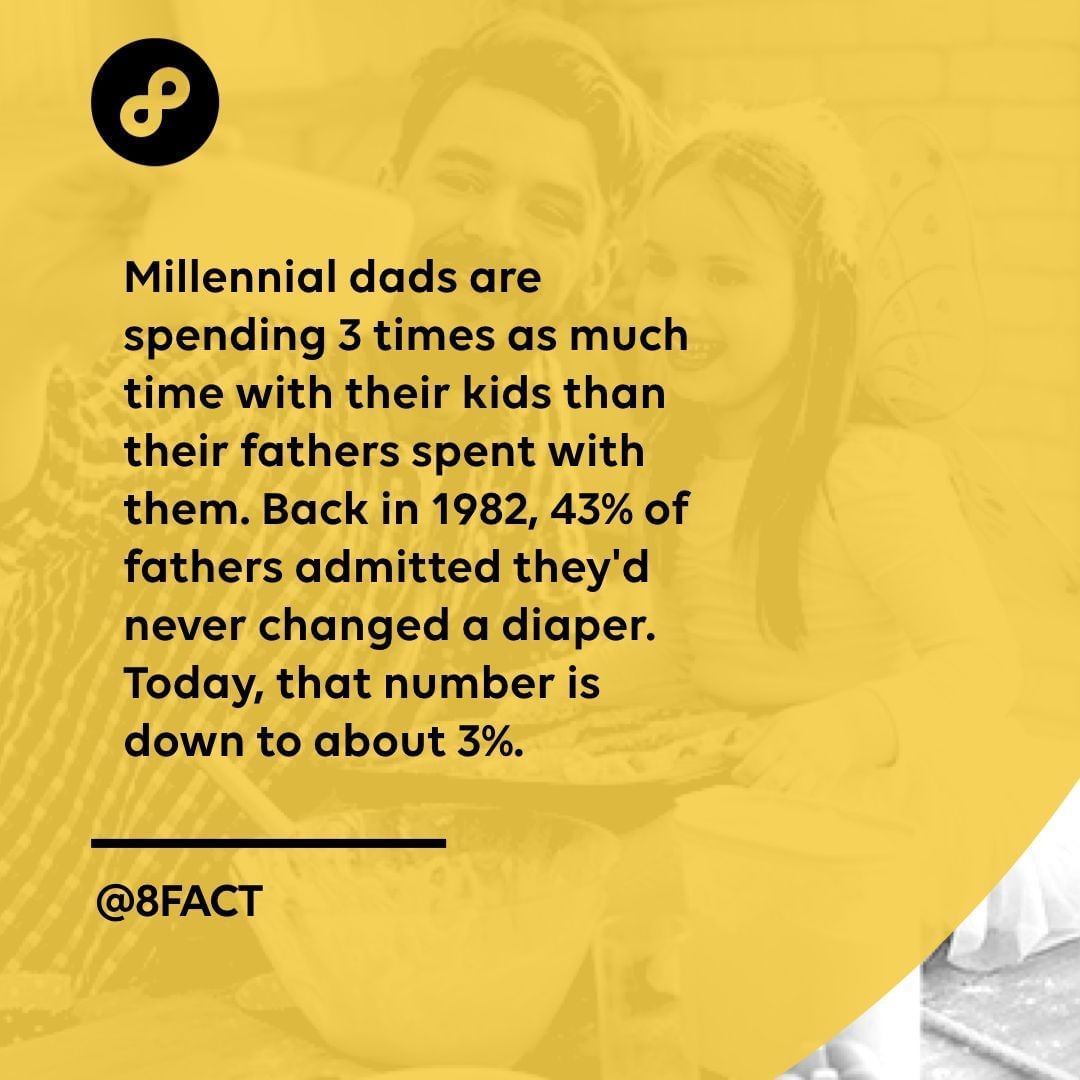 Millennial dads are
spending 3 times as much
time with their kids than
their fathers spent with
them. Back in 1982, 43% of
fathers admitted they'd
never changed a diaper.
Today, that number is
down to about 3%.
@8FACT